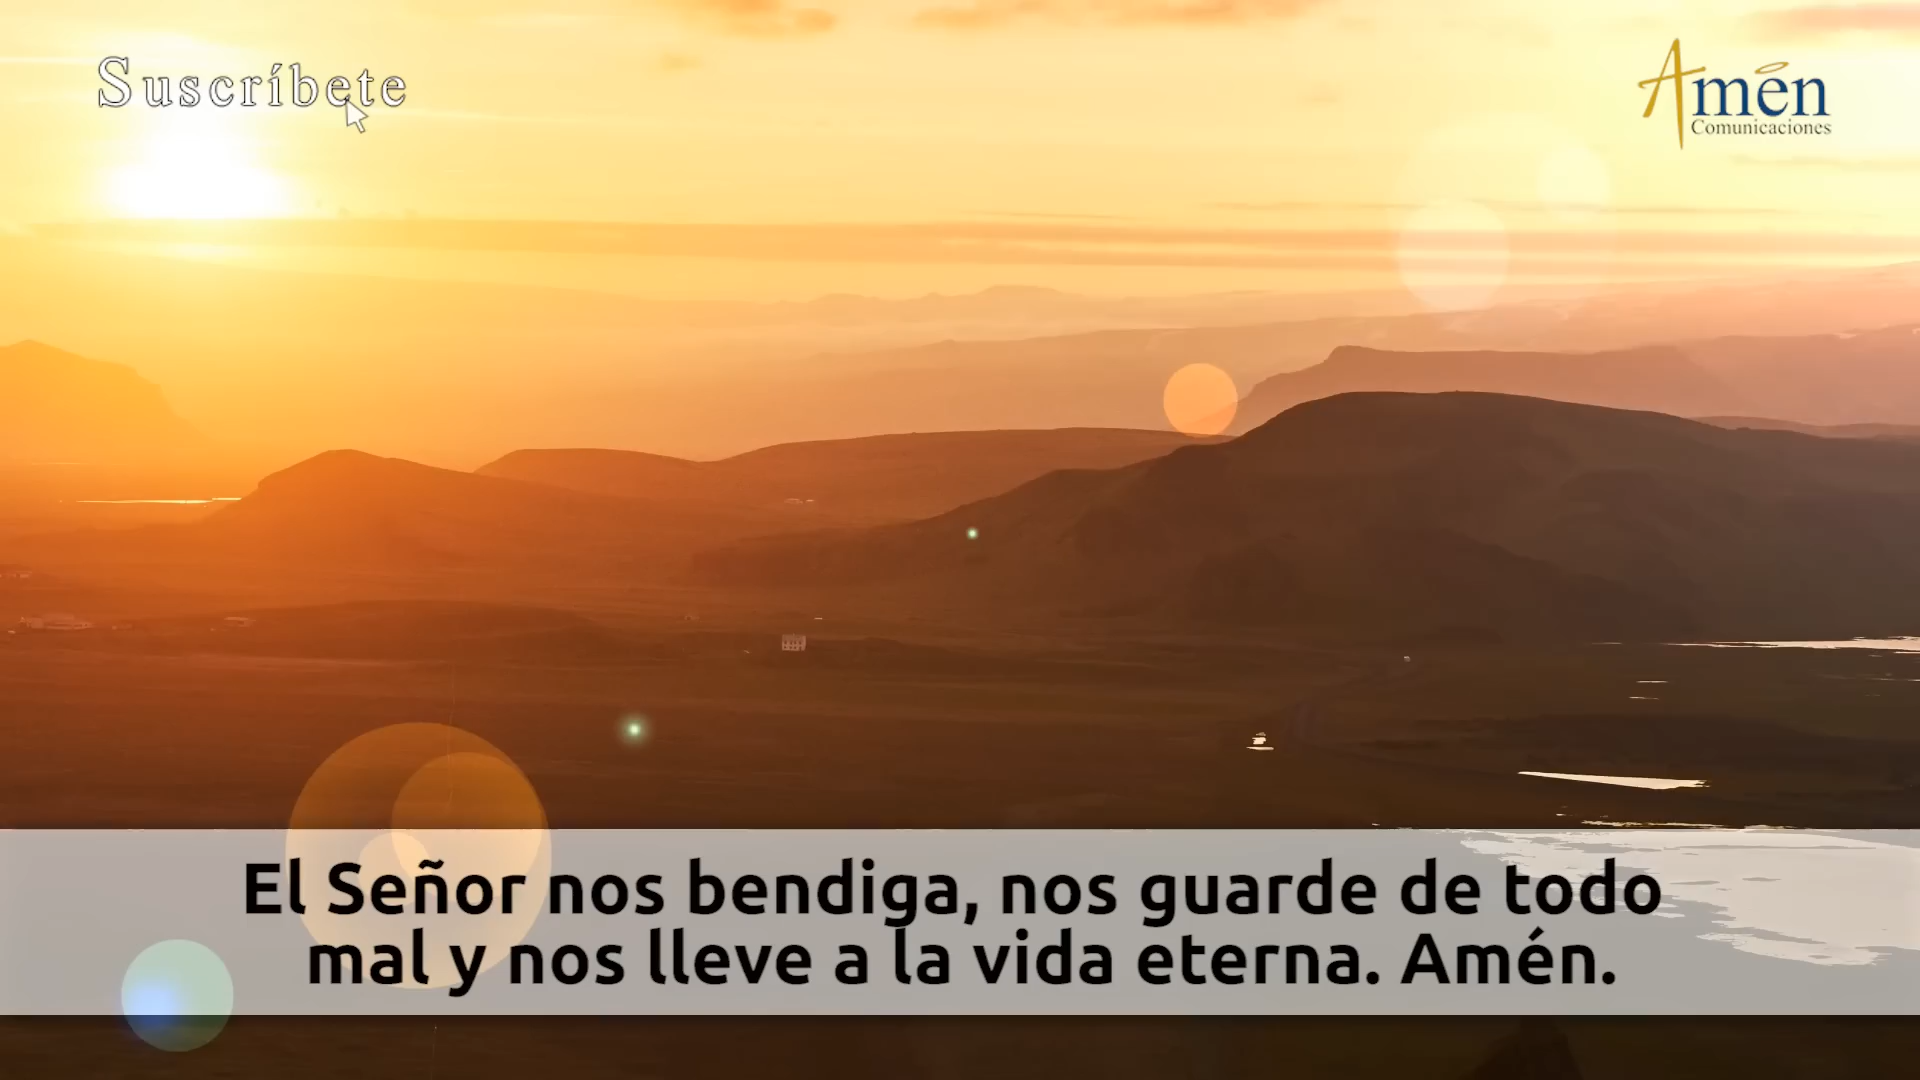 Suscríbete
Amén
Comunicaciones
El Señor nos bendiga, nos guarde de todo
mal y nos lleve a la vida eterna. Amén.